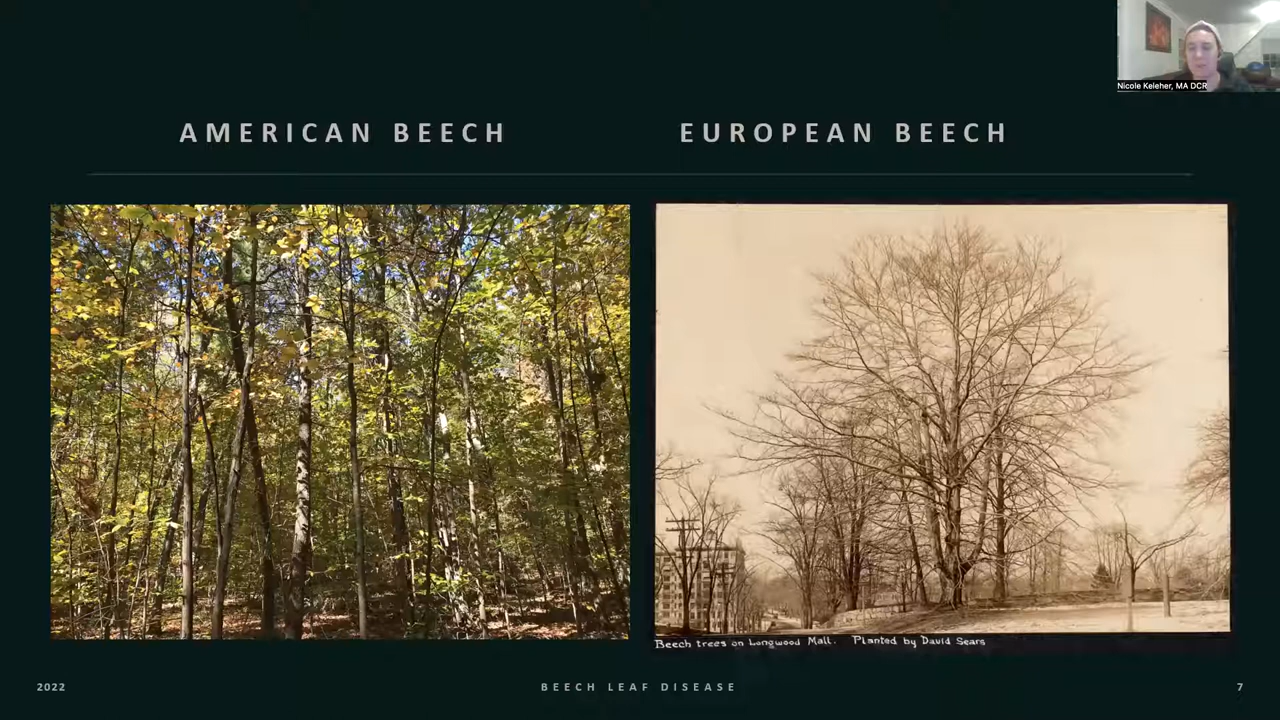 Nicole Keleher, MA DCR
AMERICAN BEECH
EUROPEAN BEECH
Beech trees on Longwood Mall. Planted by David Sears
2022
BEECH LEAF DISEASE
7